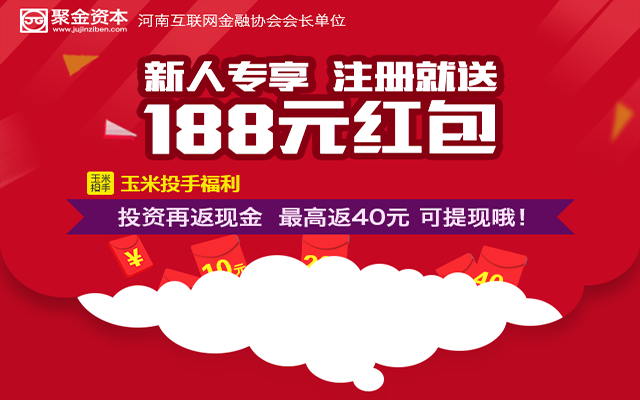 聚金资本
www.jujinziben.com
河南互联网金融协会会长单位
新人专享 注册就送
188元红包
玉米投手
玉米投手福利
投资再返现金 最高返40元 可提现哦!
10元
40